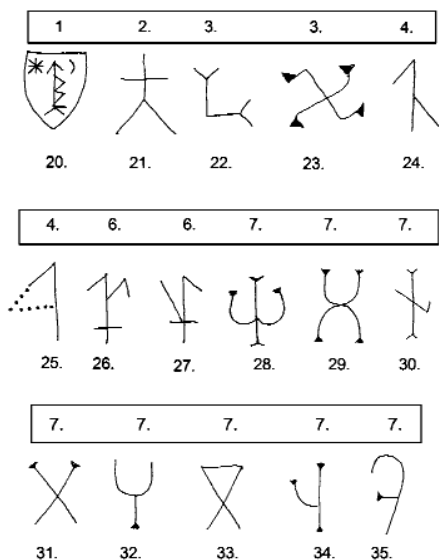 1 2. 3. 3. 4.
20. 21. 22. 23. 24.
4. 6. 6. 7. 7. 7.
25. 26. 27. 28. 29. 30.
7. 7. 7. 7. 7.
31. 32. 33. 34. 35.